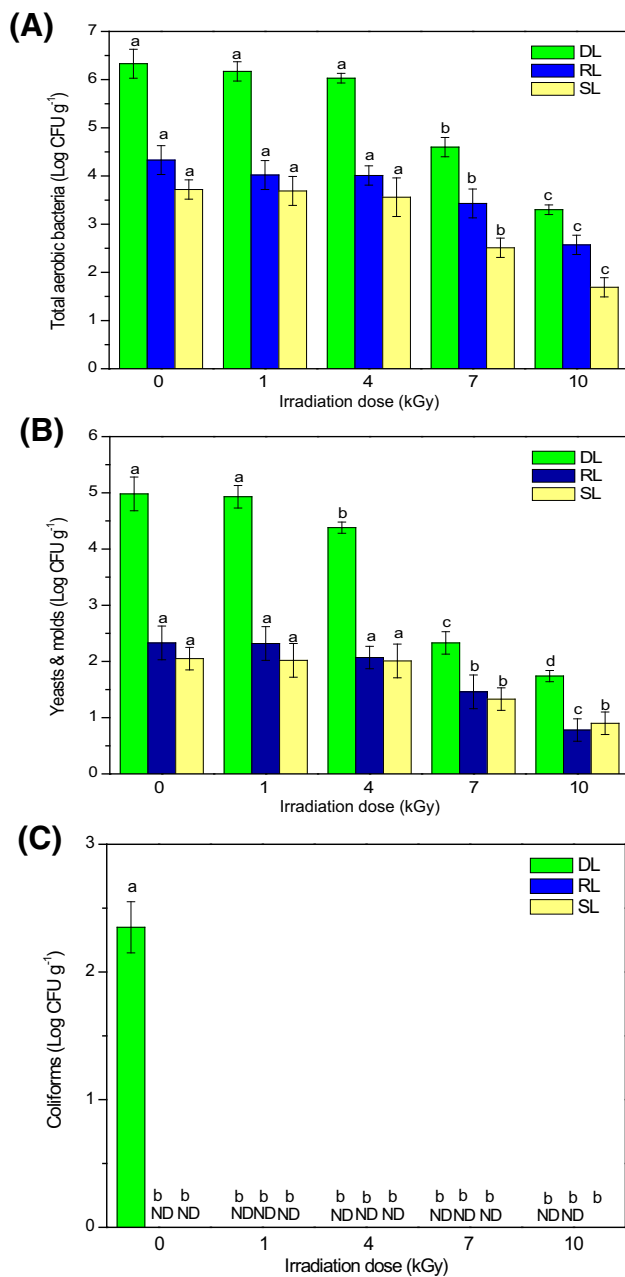 (A)
7
6
5
4
3
2
1
0
Total aerobic bacteria (Log CFU g⁻¹)
DL
RL
SL
a a a
a a a
a a a
b b b
c c c
0 1 4 7 10
Irradiation dose (kGy)
(B)
6
5
4
3
2
1
0
Yeasts & molds (Log CFU g⁻¹)
DL
RL
SL
a a a
a a a
b a a
c b b
d c b
0 1 4 7 10
Irradiation dose (kGy)
(C)
3
2
1
0
Coliforms (Log CFU g⁻¹)
DL
RL
SL
a
b b b b b b b b b b b b b b
ND ND NDND ND ND ND ND ND ND ND ND ND
0 1 4 7 10
Irradiation dose (kGy)